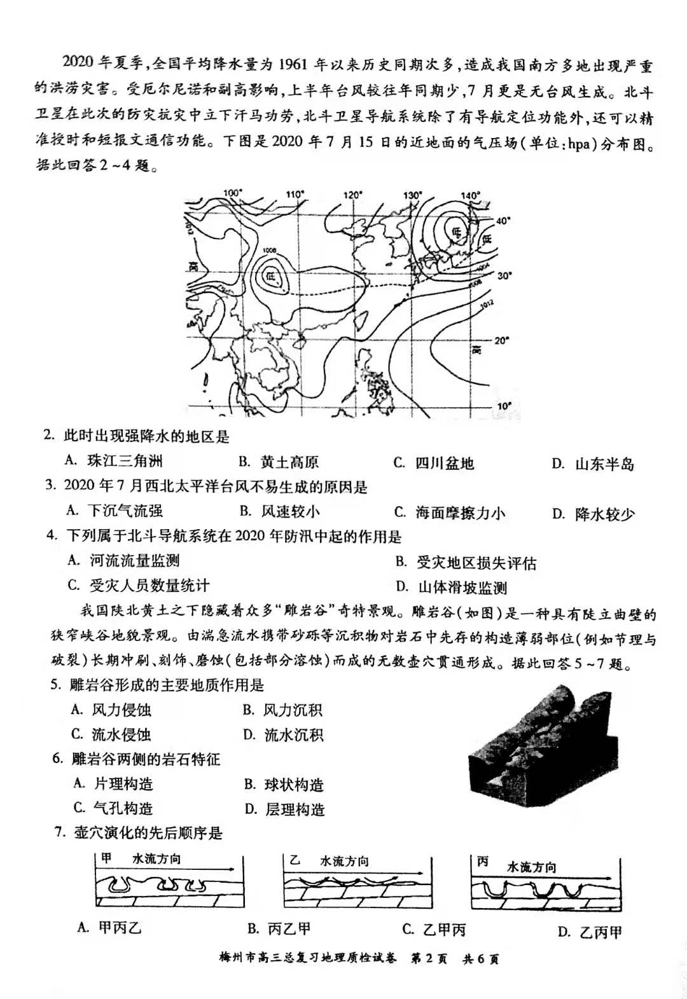 2020 年夏季,全国平均降水量为 1961 年以来历史同期次多,造成我国南方多地出现严重
的洪涝灾害。受厄尔尼诺和副高影响,上半年台风较往年同期少,7 月更是无台风生成。北斗
卫星在此次的防灾抗灾中立下汗马功劳,北斗卫星导航系统除了有导航定位功能外,还可以精
准授时和短报文通信功能。下图是 2020 年 7 月 15 日的近地面的气压场(单位:hpa)分布图。
据此回答 2~4 题。
100° 110° 120° 130° 140°
40°
30°
20°
10°
1012
高
1008
低
低
低
1004
1008
1012
高
2. 此时出现强降水的地区是
A. 珠江三角洲 B. 黄土高原 C. 四川盆地 D. 山东半岛
3. 2020 年 7 月西北太平洋台风不易生成的原因是
A. 下沉气流强 B. 风速较小 C. 海面摩擦力小 D. 降水较少
4. 下列属于北斗导航系统在 2020 年防汛中起的作用是
A. 河流流量监测 B. 受灾地区损失评估
C. 受灾人员数量统计 D. 山体滑坡监测
我国陕北黄土之下隐藏着众多“雕岩谷”奇特景观。雕岩谷(如图)是一种具有陡立曲壁的
狭窄峡谷地貌景观。由湍急流水携带砂砾等沉积物对岩石中先存的构造薄弱部位(例如节理与
破裂)长期冲刷、刻饰、磨蚀(包括部分溶蚀)而成的无数壶穴贯通形成。据此回答 5~7 题。
5. 雕岩谷形成的主要地质作用是
A. 风力侵蚀 B. 风力沉积
C. 流水侵蚀 D. 流水沉积
6. 雕岩谷两侧的岩石特征
A. 片理构造 B. 球状构造
C. 气孔构造 D. 层理构造
7. 壶穴演化的先后顺序是
甲 水流方向 乙 水流方向 丙 水流方向
A. 甲丙乙 B. 丙乙甲 C. 乙甲丙 D. 乙丙甲
梅州市高三总复习地理质检试卷 第 2 页 共 6 页